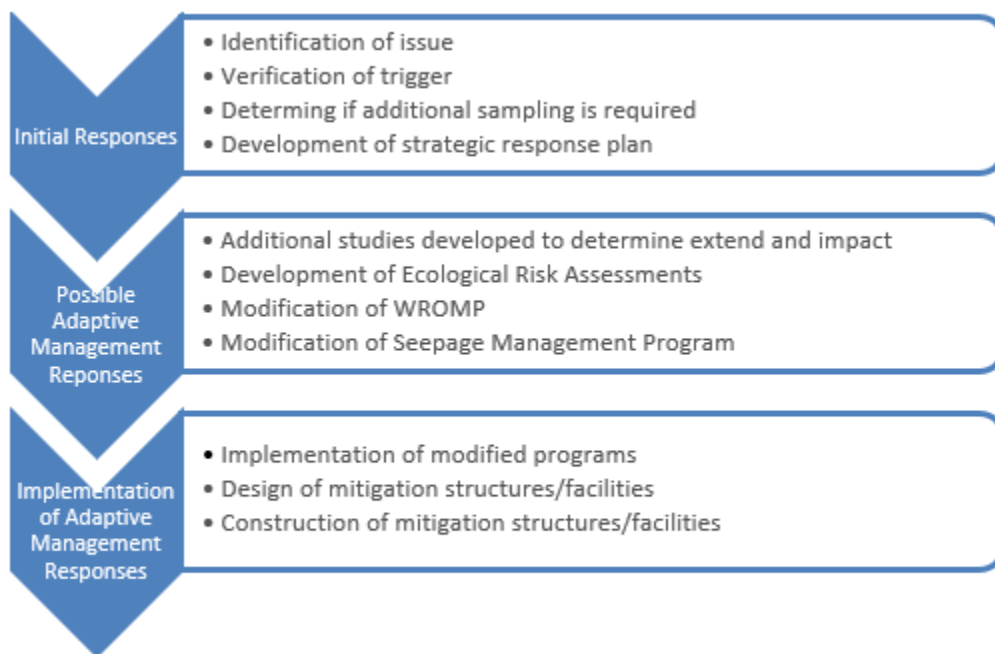 Initial Responses
• Identification of issue
• Verification of trigger
• Determing if additional sampling is required
• Development of strategic response plan
Possible
Adaptive
Management
Reponses
• Additional studies developed to determine extend and impact
• Development of Ecological Risk Assessments
• Modification of WROMP
• Modification of Seepage Management Program
Implementation
of Adaptive
Management
Responses
• Implementation of modified programs
• Design of mitigation structures/facilities
• Construction of mitigation structures/facilities